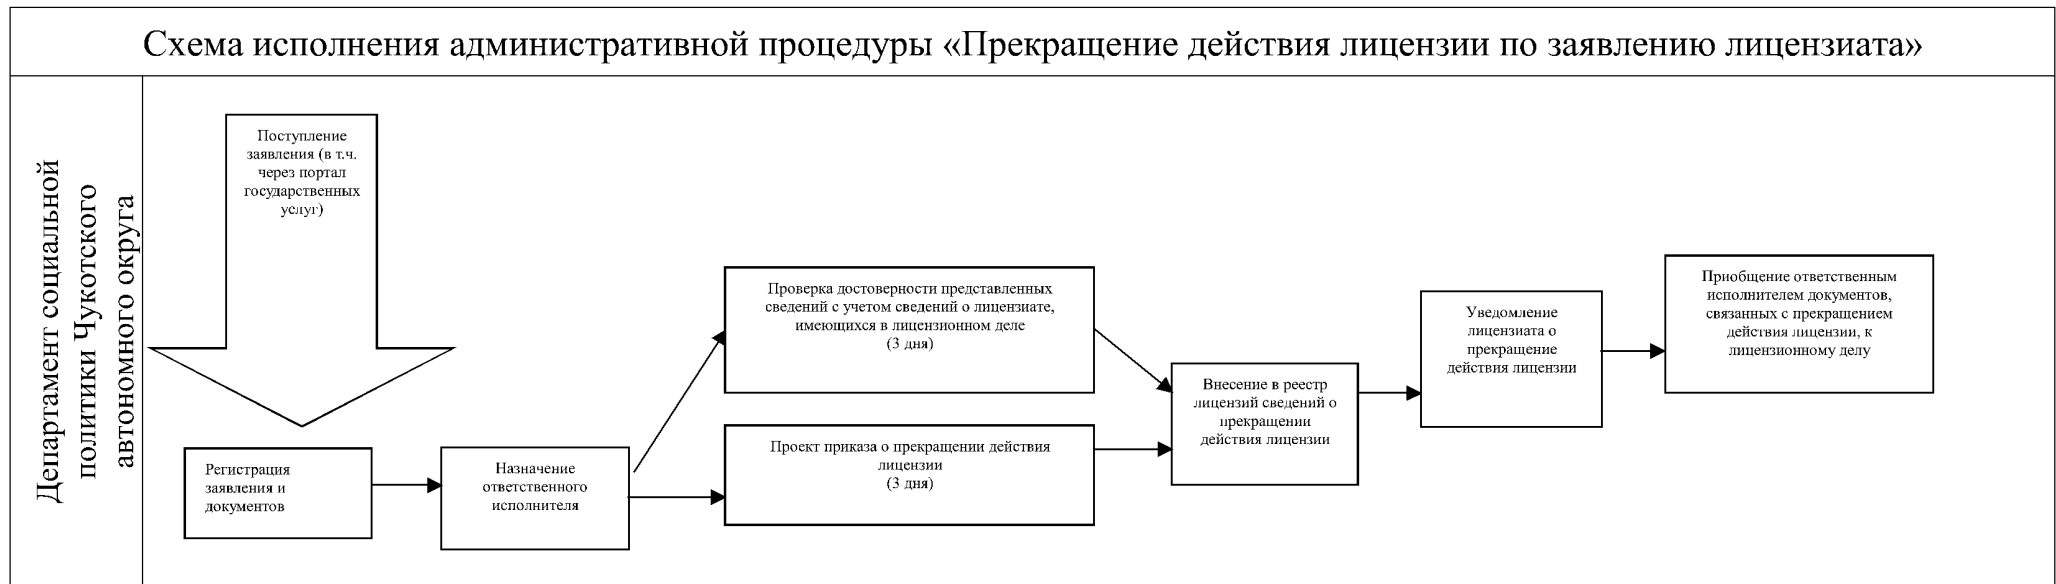 Схема исполнения административной процедуры «Прекращение действия лицензии по заявлению лицензиата»
Департамент социальной
политики Чукотского
автономного округа
Поступление
заявления (в т.ч.
через портал
государственных
услуг)
Регистрация
заявления и
документов
Назначение
ответственного
исполнителя
Проверка достоверности представленных
сведений с учетом сведений о лицензиате,
имеющихся в лицензионном деле
(3 дня)
Проект приказа о прекращении действия
лицензии
(3 дня)
Внесение в реестр
лицензий сведений о
прекращении
действия лицензии
Уведомление
лицензиата о
прекращение
действия лицензии
Приобщение ответственным
исполнителем документов,
связанных с прекращением
действия лицензии, к
лицензионному делу